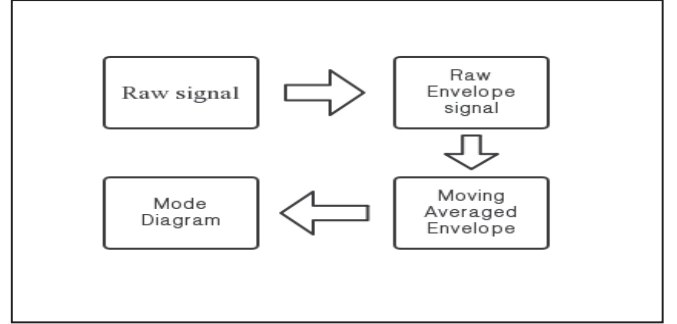 Raw signal
Raw
Envelope
signal
Moving
Averaged
Envelope
Mode
Diagram